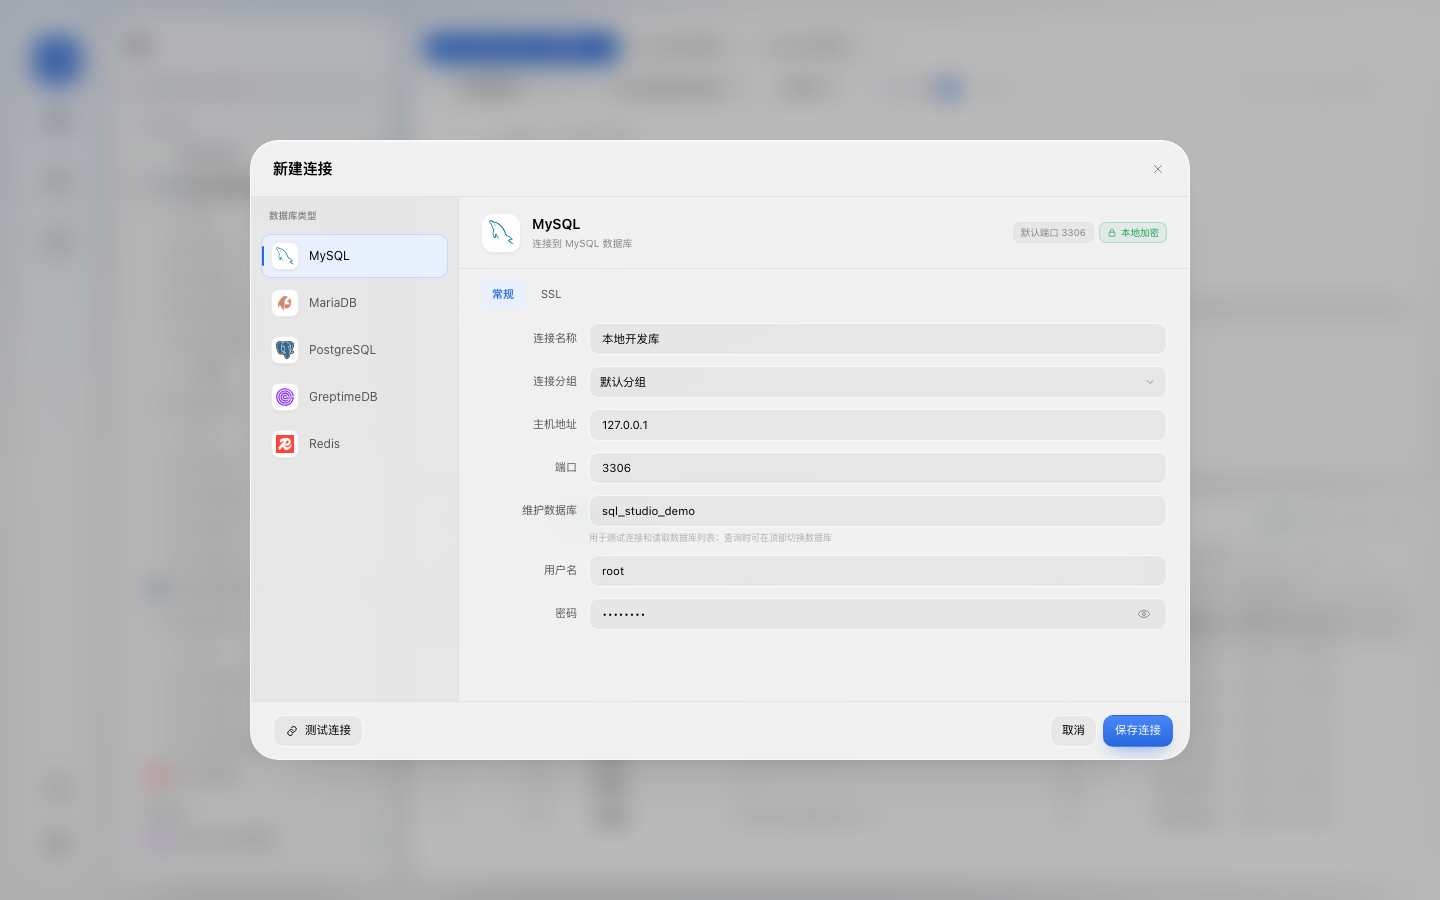 新建连接
数据库类型
MySQL
MariaDB
PostgreSQL
GreptimeDB
Redis
MySQL
连接到 MySQL 数据库
默认端口 3306
本地加密
常规
SSL
连接名称
本地开发库
连接分组
默认分组
主机地址
127.0.0.1
端口
3306
维护数据库
sql_studio_demo
用于测试连接和读取数据库列表；查询时可在顶部切换数据库
用户名
root
密码
••••••••
测试连接
取消
保存连接